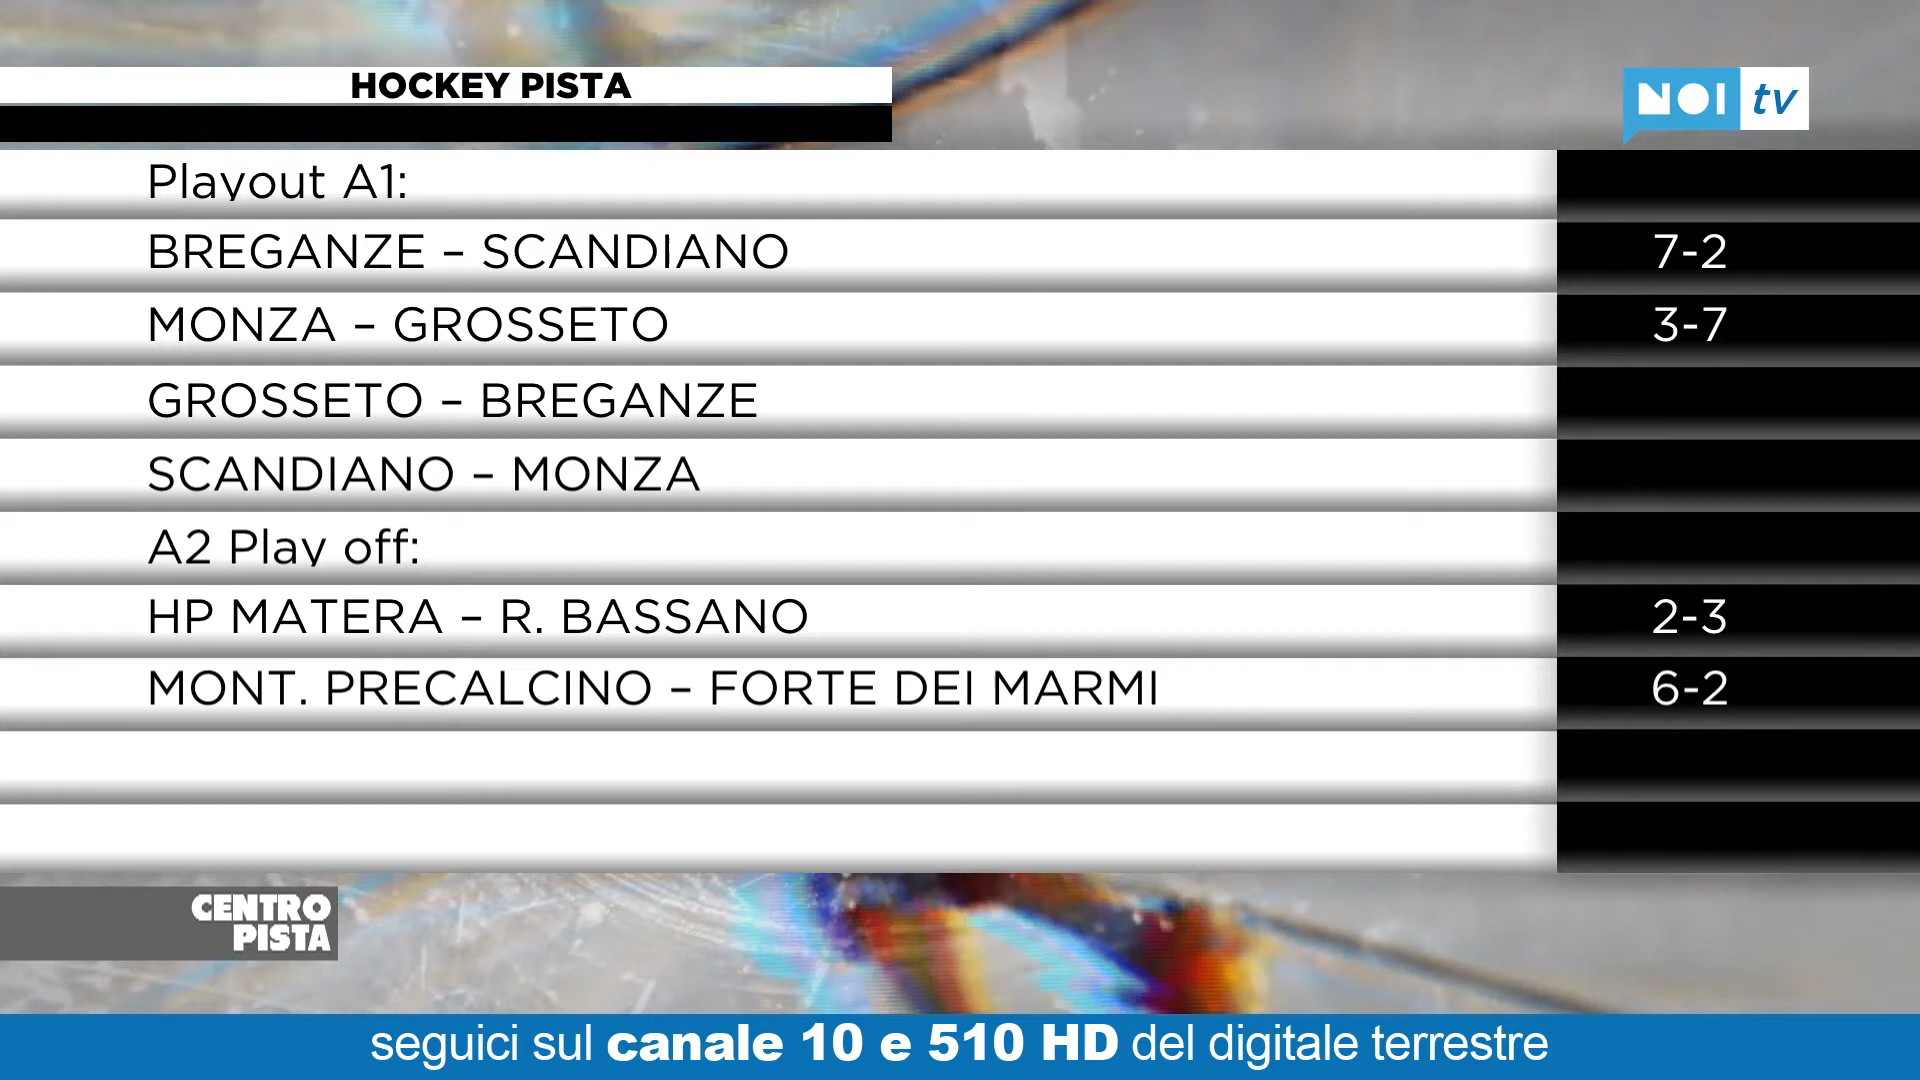 HOCKEY PISTA
NOI tv
Playout A1:
BREGANZE – SCANDIANO 7-2
MONZA – GROSSETO 3-7
GROSSETO – BREGANZE
SCANDIANO – MONZA
A2 Play off:
HP MATERA – R. BASSANO 2-3
MONT. PRECALCINO – FORTE DEI MARMI 6-2
CENTRO
PISTA
seguici sul canale 10 e 510 HD del digitale terrestre